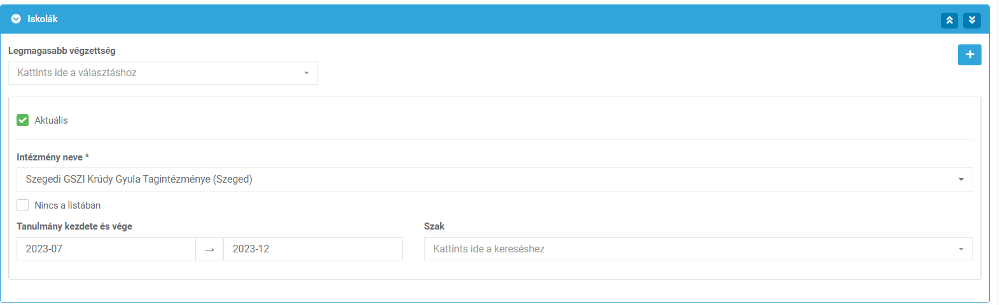 Iskolák
Legmagasabb végzettség
Kattints ide a választáshoz
Aktuális
Intézmény neve *
Szegedi GSZI Krúdy Gyula Tagintézménye (Szeged)
Nincs a listában
Tanulmány kezdete és vége
2023-07 → 2023-12
Szak
Kattints ide a kereséshez